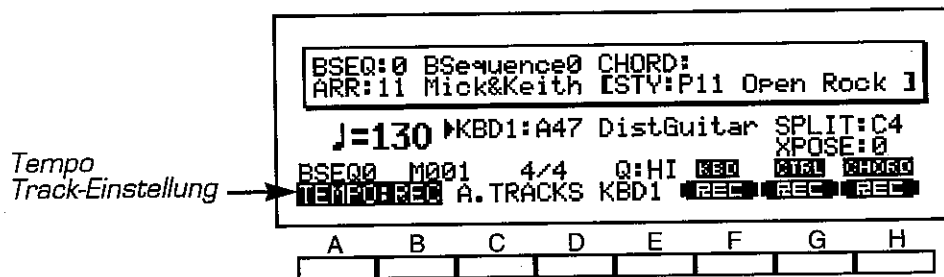 BSEQ:0 BSequence0 CHORD:
ARR:11 Mick&Keith [STY:P11 Open Rock ]
♩=130 ▶KBD1:A47 DistGuitar SPLIT:C4
XPOSE:0
BSEQ0 M001 4/4 Q:HI KBD CTRL CHORD
TEMPO:REC A.TRACKS KBD1 REC REC REC
Tempo
Track-Einstellung
A B C D E F G H